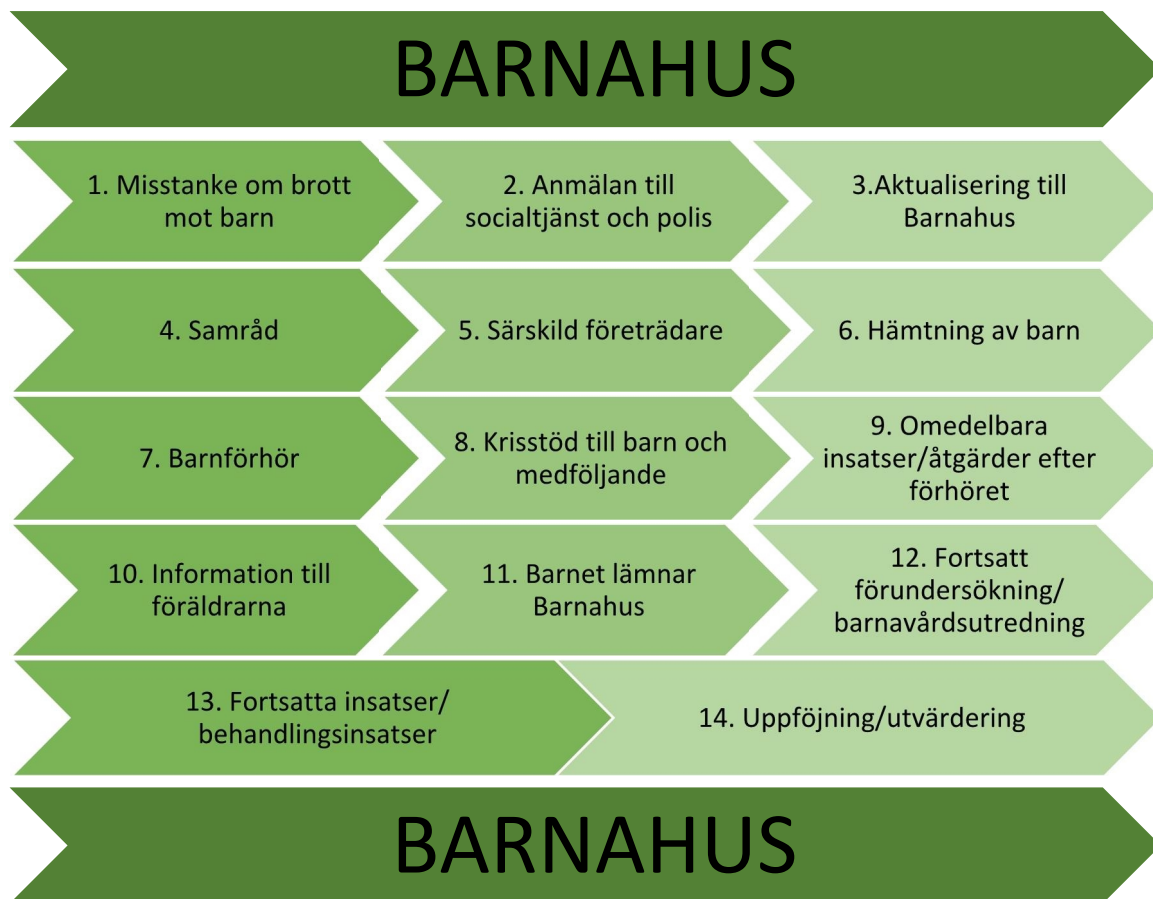 BARNAHUS
1. Misstanke om brott
mot barn
2. Anmälan till
socialtjänst och polis
3.Aktualisering till
Barnahus
4. Samråd
5. Särskild företrädare
6. Hämtning av barn
7. Barnförhör
8. Krisstöd till barn och
medföljande
9. Omedelbara
insatser/åtgärder efter
förhöret
10. Information till
föräldrarna
11. Barnet lämnar
Barnahus
12. Fortsatt
förundersökning/
barnavårdsutredning
13. Fortsatta insatser/
behandlingsinsatser
14. Uppföjning/utvärdering
BARNAHUS